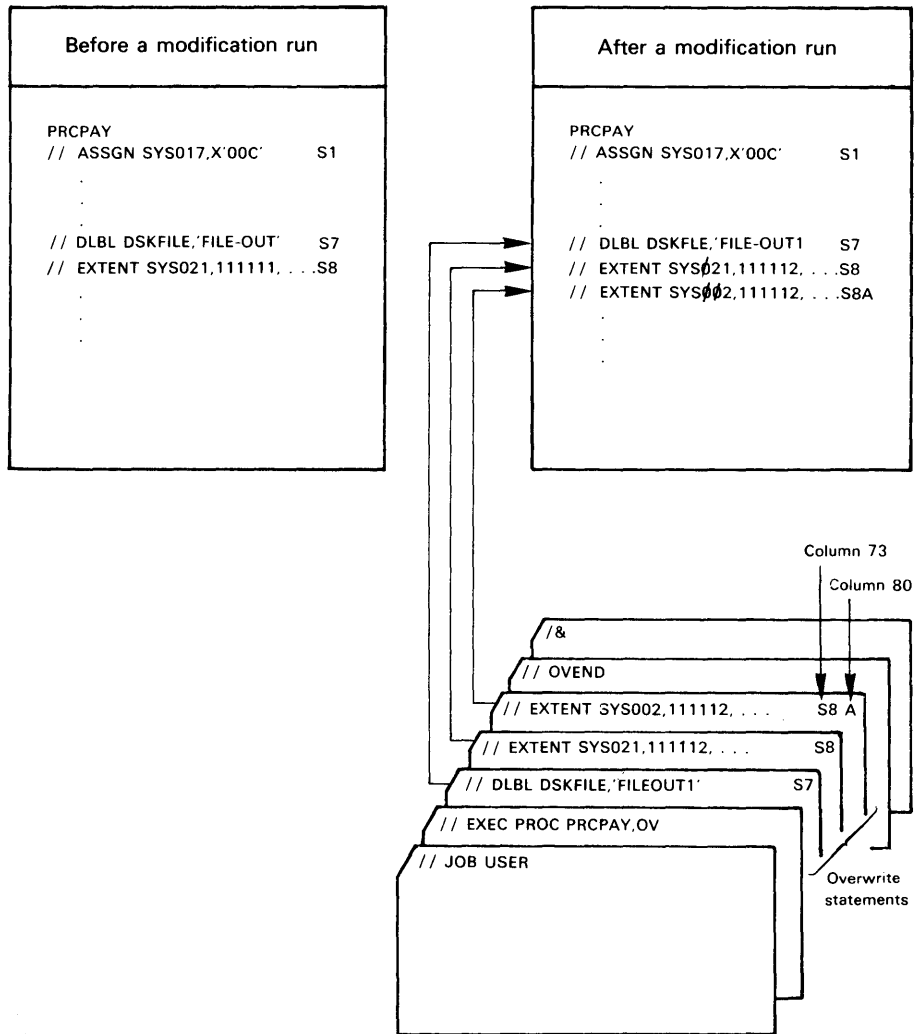 Before a modification run
PRCPAY
// ASSGN SYS017,X'00C' S1
.
.
.
// DLBL DSKFILE,'FILE-OUT' S7
// EXTENT SYS021,111111, . . .S8
.
.
.
After a modification run
PRCPAY
// ASSGN SYS017,X'00C' S1
.
.
.
// DLBL DSKFLE,'FILE-OUT1 S7
// EXTENT SYS021,111112, . . .S8
// EXTENT SYS002,111112, . . .S8A
.
.
.
Column 73
Column 80
/&
// OVEND
// EXTENT SYS002,111112, . . . S8 A
// EXTENT SYS021,111112, . . . S8
// DLBL DSKFILE,'FILEOUT1' S7
// EXEC PROC PRCPAY,OV
// JOB USER
Overwrite
statements